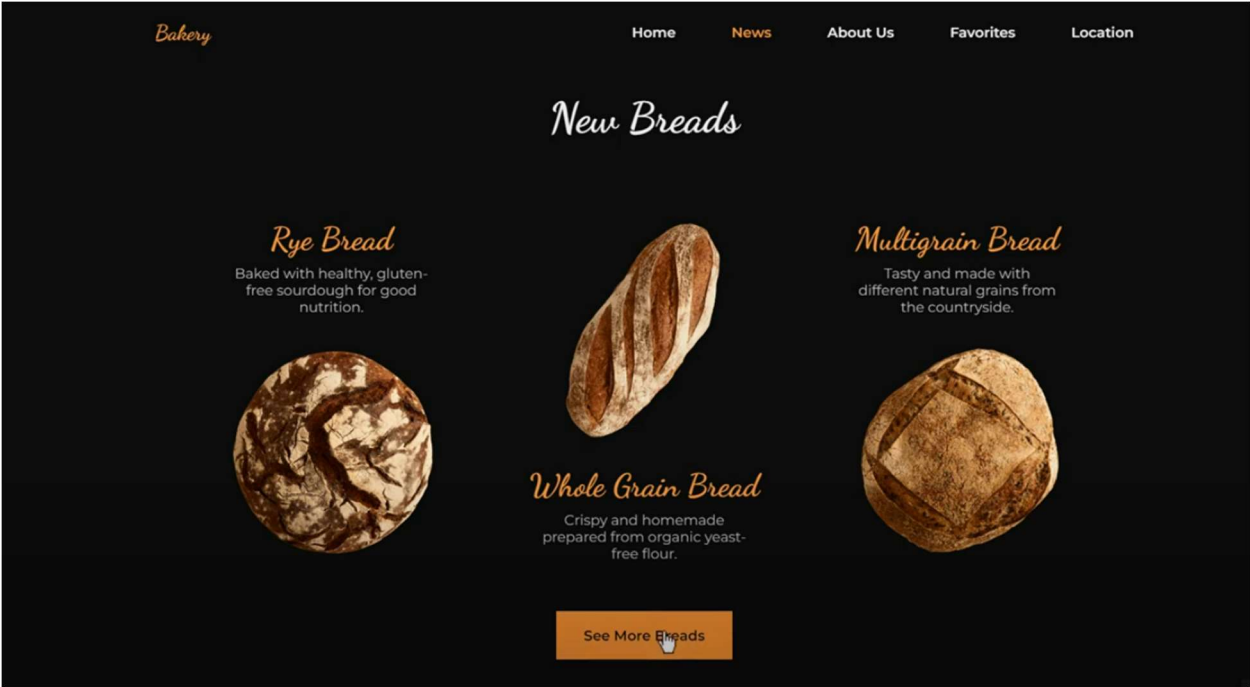 Bakery
Home News About Us Favorites Location
New Breads
Rye Bread
Baked with healthy, gluten-
free sourdough for good
nutrition.
Whole Grain Bread
Crispy and homemade
prepared from organic yeast-
free flour.
Multigrain Bread
Tasty and made with
different natural grains from
the countryside.
See More Breads